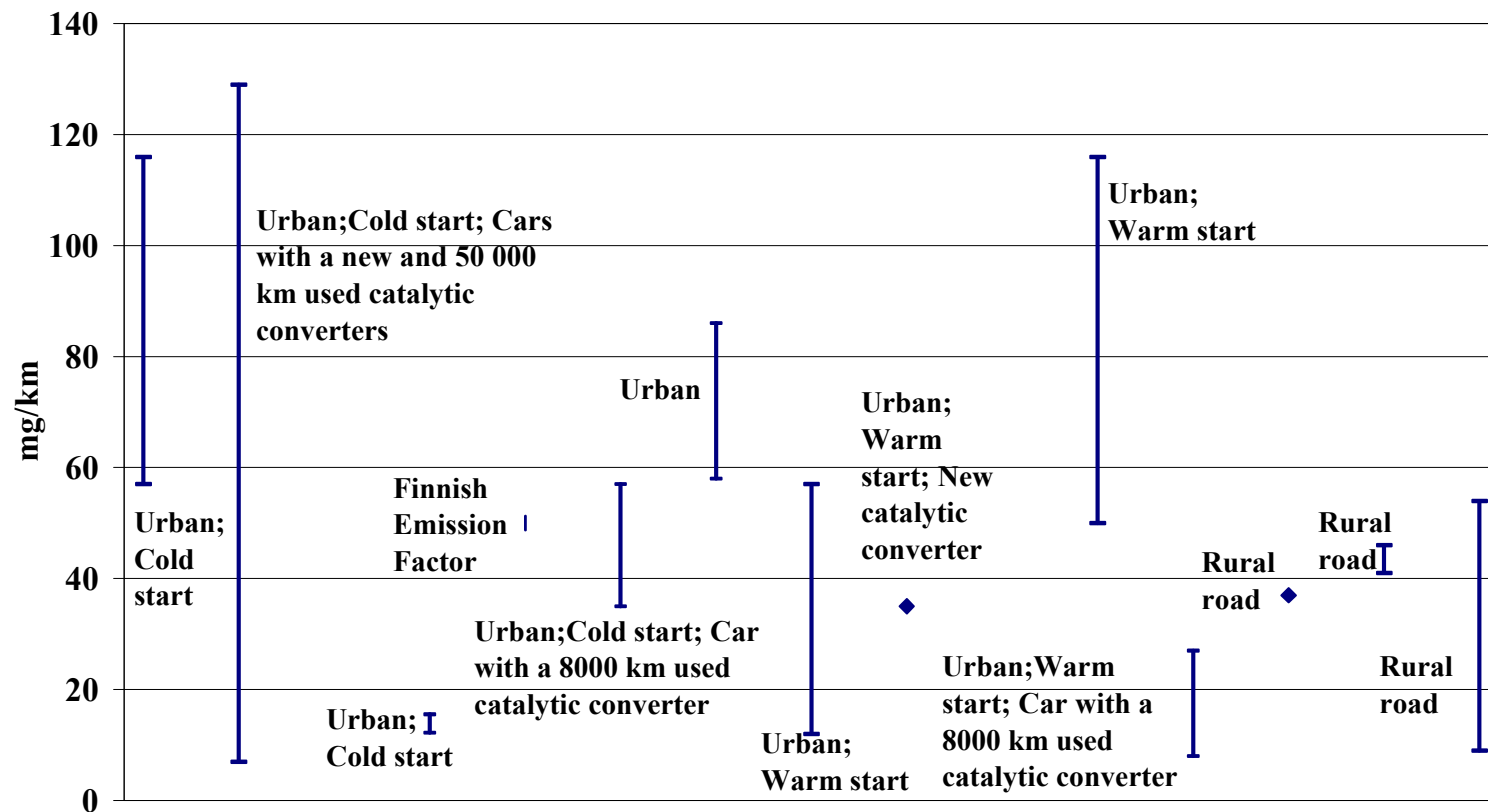 140
120
100
80
60
40
20
0
mg/km
Urban;
Cold
start
Urban;Cold start; Cars
with a new and 50 000
km used catalytic
converters
Urban;
Cold start
Finnish
Emission
Factor
Urban;Cold start; Car
with a 8000 km used
catalytic converter
Urban
Urban;
Warm start
Urban;
Warm
start; New
catalytic
converter
Urban;
Warm start
Urban;Warm
start; Car with a
8000 km used
catalytic converter
Rural
road
Rural
road
Rural
road